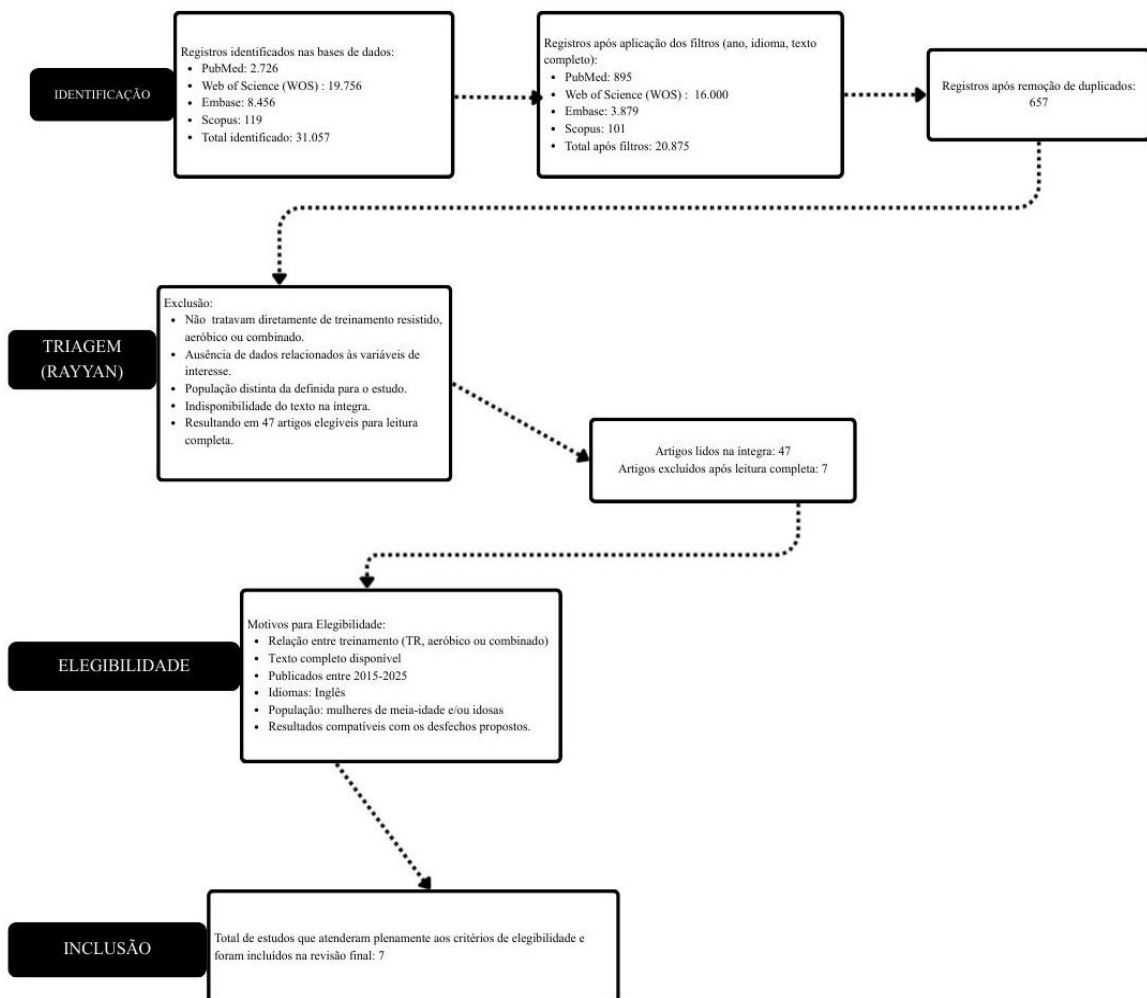 IDENTIFICAÇÃO
Registros identificados nas bases de dados:
• PubMed: 2.726
• Web of Science (WOS) : 19.756
• Embase: 8.456
• Scopus: 119
• Total identificado: 31.057
Registros após aplicação dos filtros (ano, idioma, texto
completo):
• PubMed: 895
• Web of Science (WOS) : 16.000
• Embase: 3.879
• Scopus: 101
• Total após filtros: 20.875
Registros após remoção de duplicados:
657
TRIAGEM
(RAYYAN)
Exclusão:
• Não tratavam diretamente de treinamento resistido,
aeróbico ou combinado.
• Ausência de dados relacionados às variáveis de
interesse.
• População distinta da definida para o estudo.
• Indisponibilidade do texto na íntegra.
• Resultando em 47 artigos elegíveis para leitura
completa.
Artigos lidos na íntegra: 47
Artigos excluídos após leitura completa: 7
ELEGIBILIDADE
Motivos para Elegibilidade:
• Relação entre treinamento (TR, aeróbico ou combinado)
• Texto completo disponível
• Publicados entre 2015-2025
• Idiomas: Inglês
• População: mulheres de meia-idade e/ou idosas
• Resultados compatíveis com os desfechos propostos.
INCLUSÃO
Total de estudos que atenderam plenamente aos critérios de elegibilidade e
foram incluídos na revisão final: 7